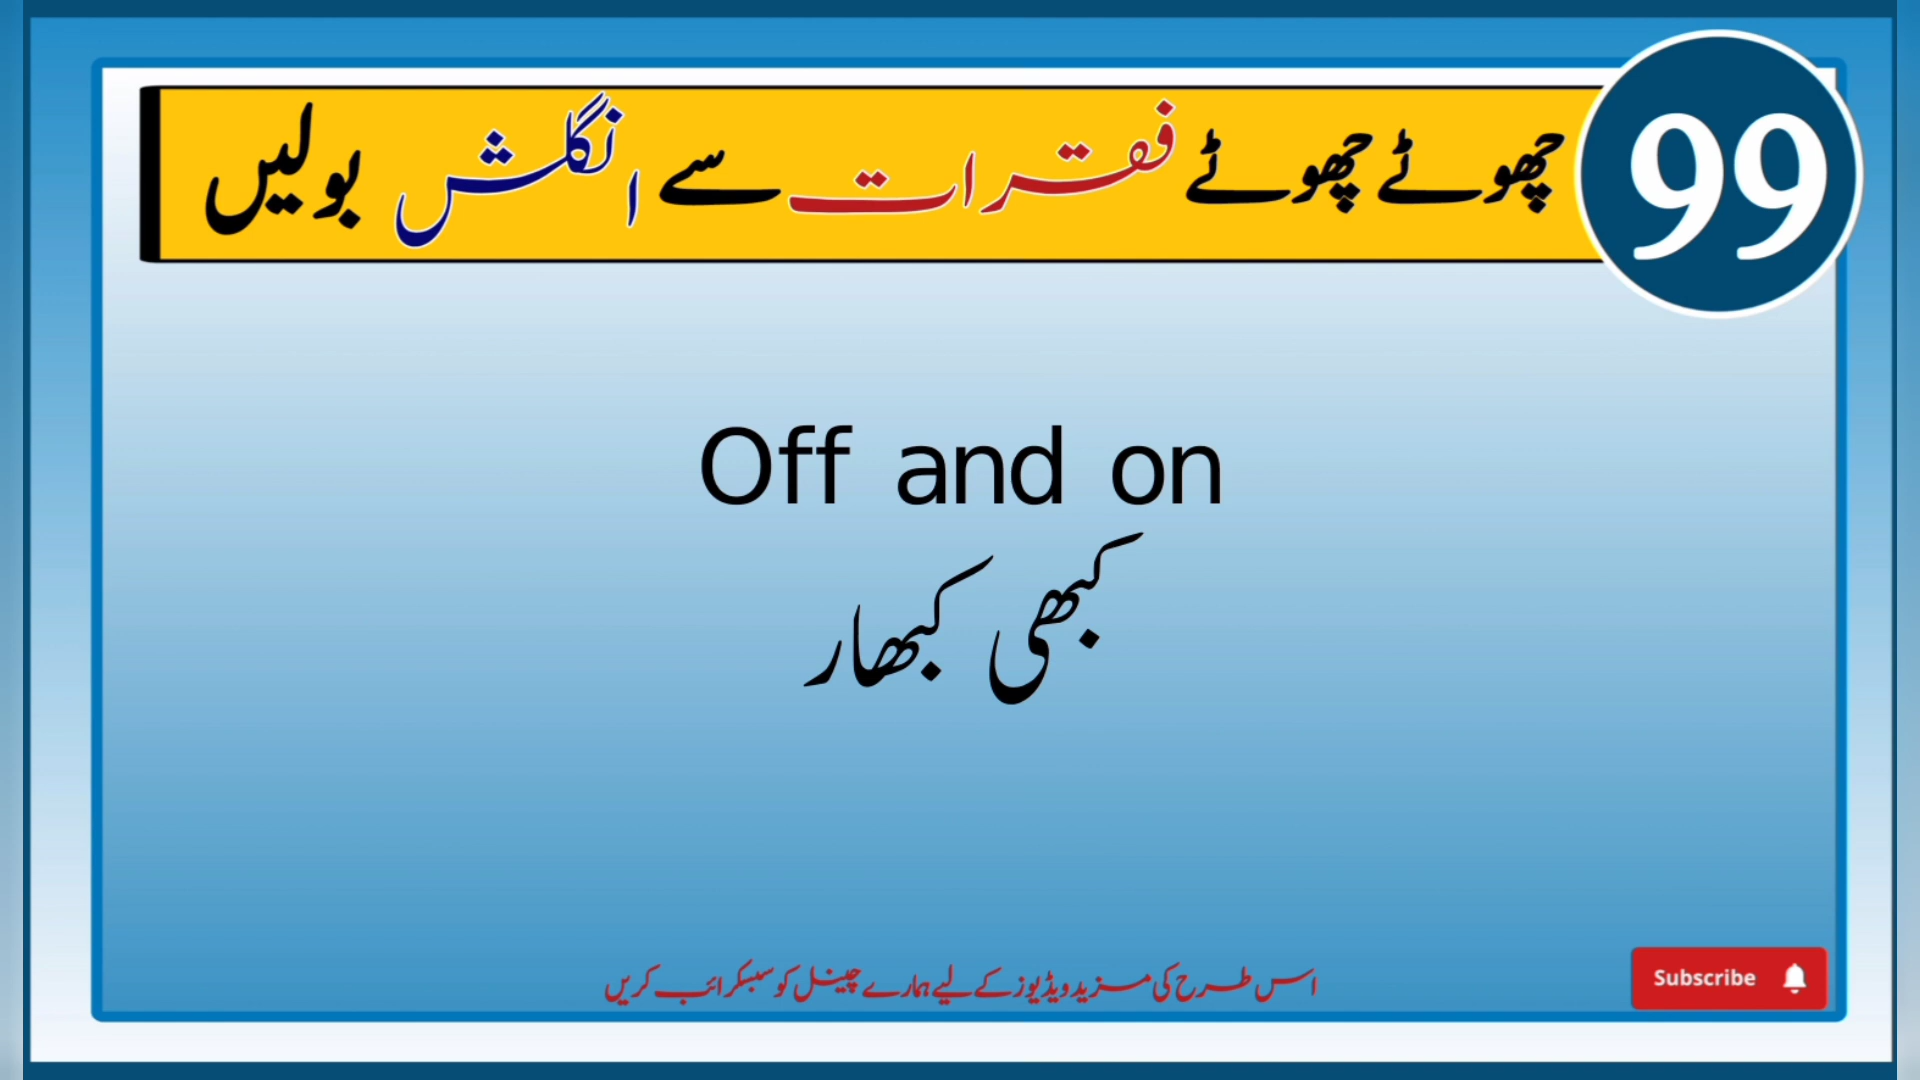 99 چھوٹے چھوٹے فقرات سے انگلش بولیں
Off and on
کبھی کبھار
اس طرح کی مزید ویڈیوز کے لیے ہمارے چینل کو سبسکرائب کریں
Subscribe